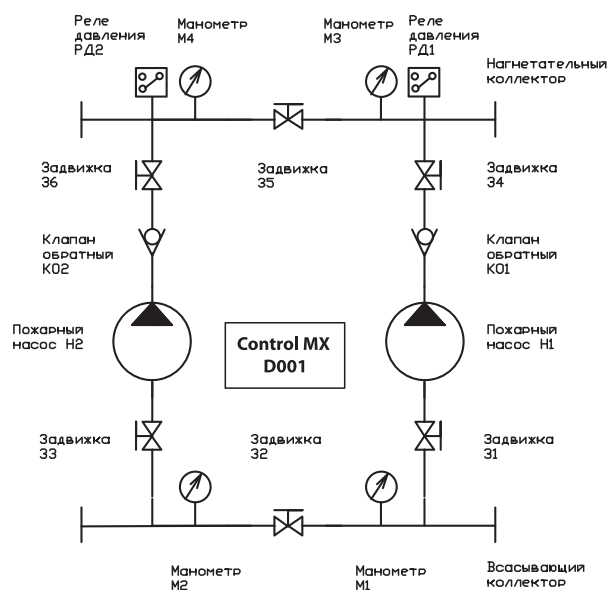 Реле
давления
РД2
Манометр
М4
Манометр
М3
Реле
давления
РД1
Нагнетательный
коллектор
Задвижка
З6
Задвижка
З5
Задвижка
З4
Клапан
обратный
КО2
Клапан
обратный
КО1
Пожарный
насос Н2
Control MX
D001
Пожарный
насос Н1
Задвижка
З3
Задвижка
З2
Задвижка
З1
Манометр
М2
Манометр
М1
Всасывающий
коллектор